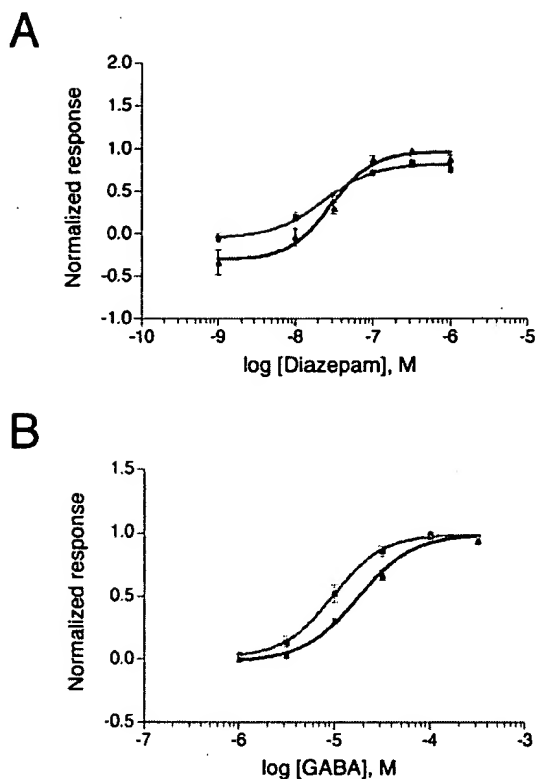 A
2.0
1.5
1.0
0.5
0.0
-0.5
-1.0
Normalized response
-10 -9 -8 -7 -6 -5
log [Diazepam], M
B
1.5
1.0
0.5
0.0
-0.5
Normalized response
-7 -6 -5 -4 -3
log [GABA], M